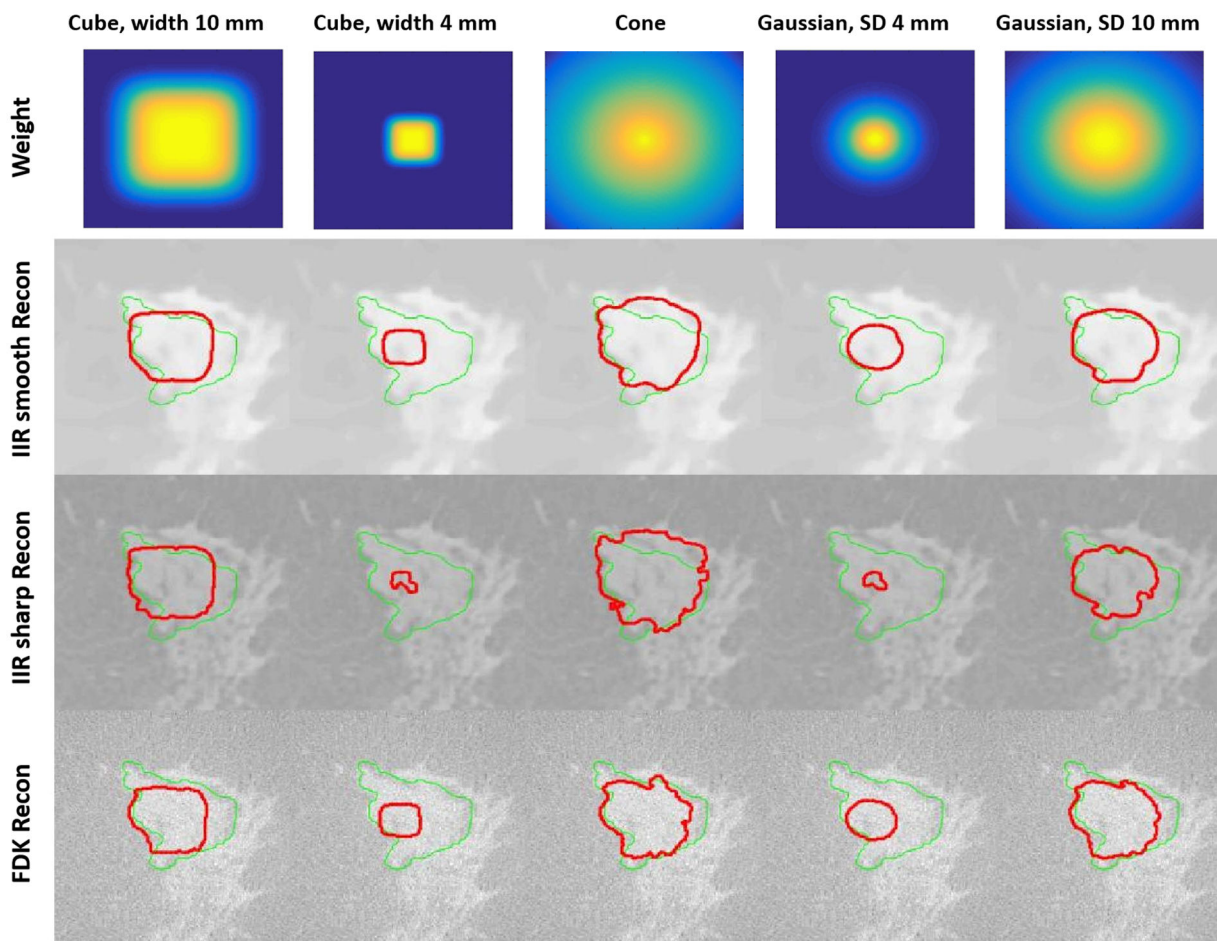 Cube, width 10 mm
Cube, width 4 mm
Cone
Gaussian, SD 4 mm
Gaussian, SD 10 mm
Weight
IIR smooth Recon
IIR sharp Recon
FDK Recon